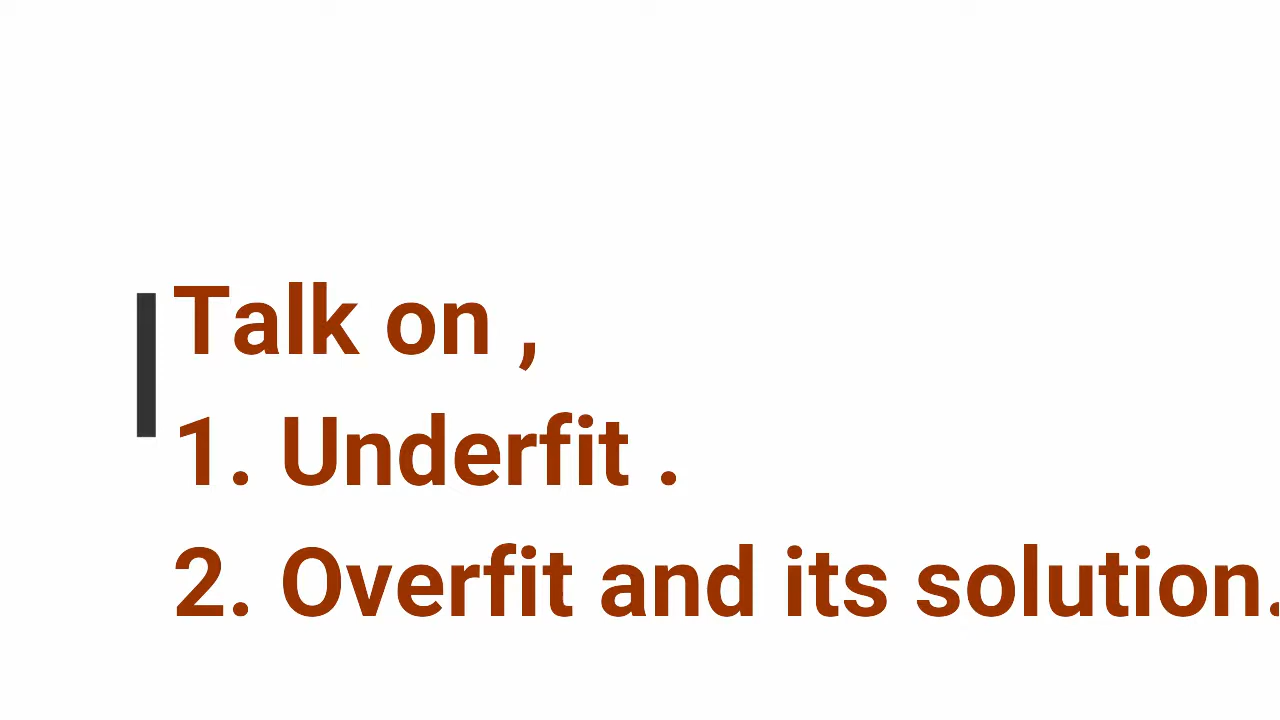 Talk on ,
1. Underfit .
2. Overfit and its solution.